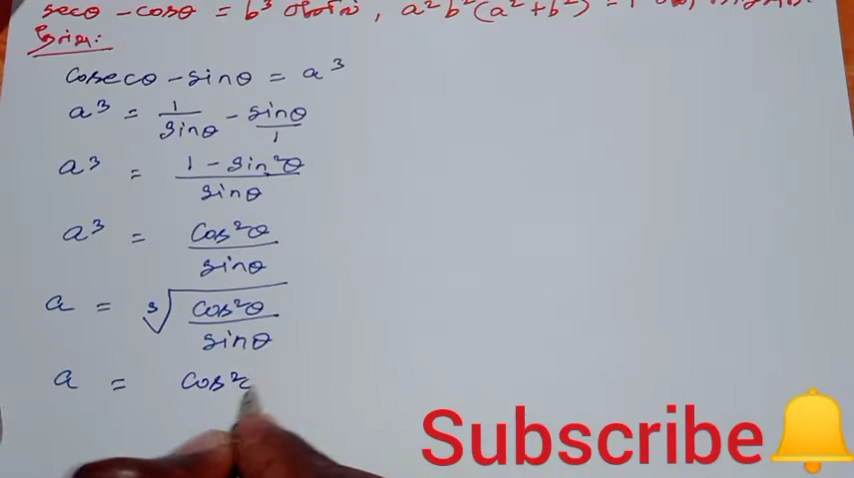 secθ - cosθ = b³ எனில், a²b²(a²+b²) = 1
cosecθ - sinθ = a³
a³ = 1/sinθ - sinθ/1
a³ = (1 - sin²θ)/sinθ
a³ = cos²θ/sinθ
a = ∛(cos²θ/sinθ)
a = cos²
Subscribe